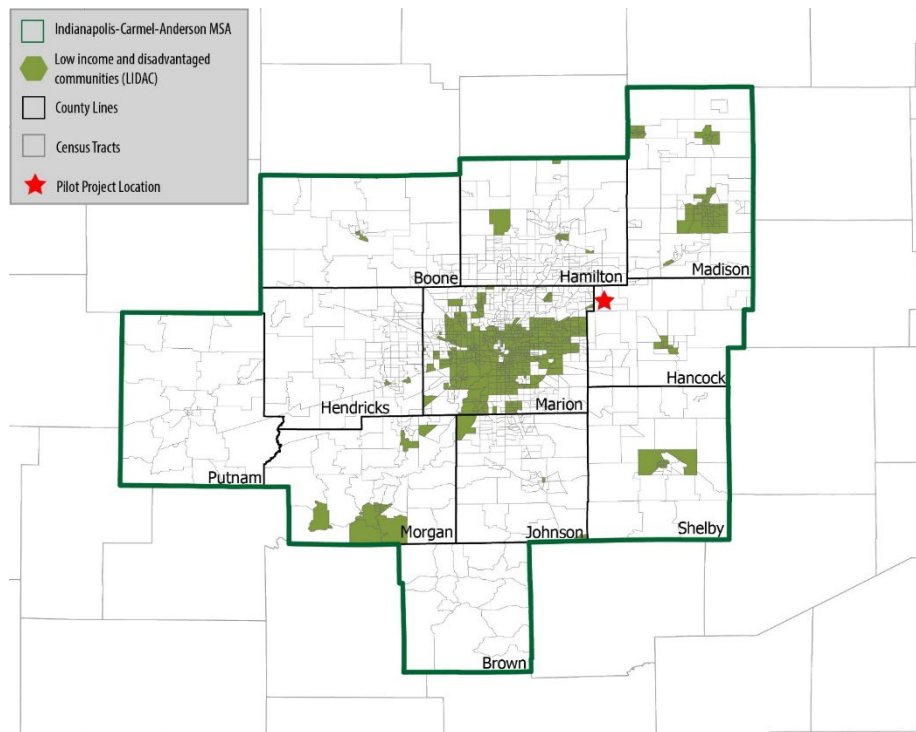 Indianapolis-Carmel-Anderson MSA
Low income and disadvantaged
communities (LIDAC)
County Lines
Census Tracts
Pilot Project Location
Boone
Hamilton
Madison
Hendricks
Marion
Hancock
Putnam
Morgan
Johnson
Shelby
Brown